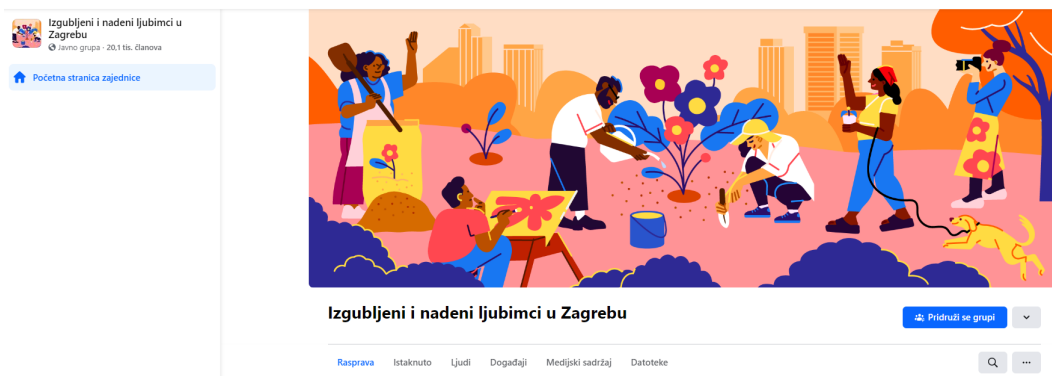 Izgubljeni i nadeni ljubimci u
Zagrebu
Javno grupa · 20,1 tis. članova
Početna stranica zajednice
Izgubljeni i nadeni ljubimci u Zagrebu
Pridruži se grupi
Rasprava Istaknuto Ljudi Događaji Medijski sadržaj Datoteke